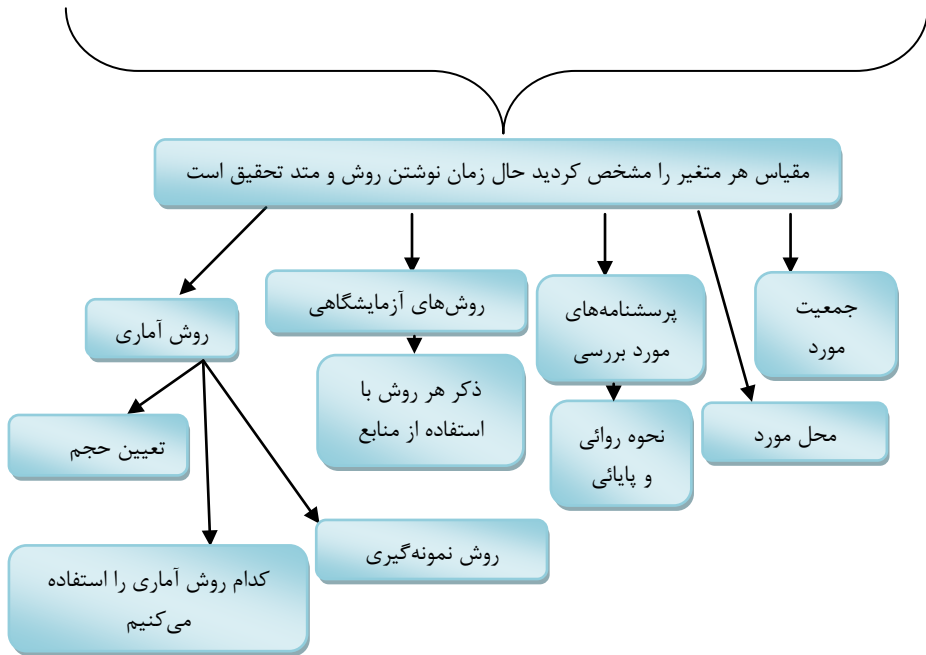 مقیاس هر متغیر را مشخص کردید حال زمان نوشتن روش و متد تحقیق است
جمعیت
مورد
محل مورد
پرسشنامه‌های
مورد بررسی
نحوه روائی
و پایائی
روش‌های آزمایشگاهی
ذکر هر روش با
استفاده از منابع
روش آماری
روش نمونه‌گیری
کدام روش آماری را استفاده
می‌کنیم
تعیین حجم